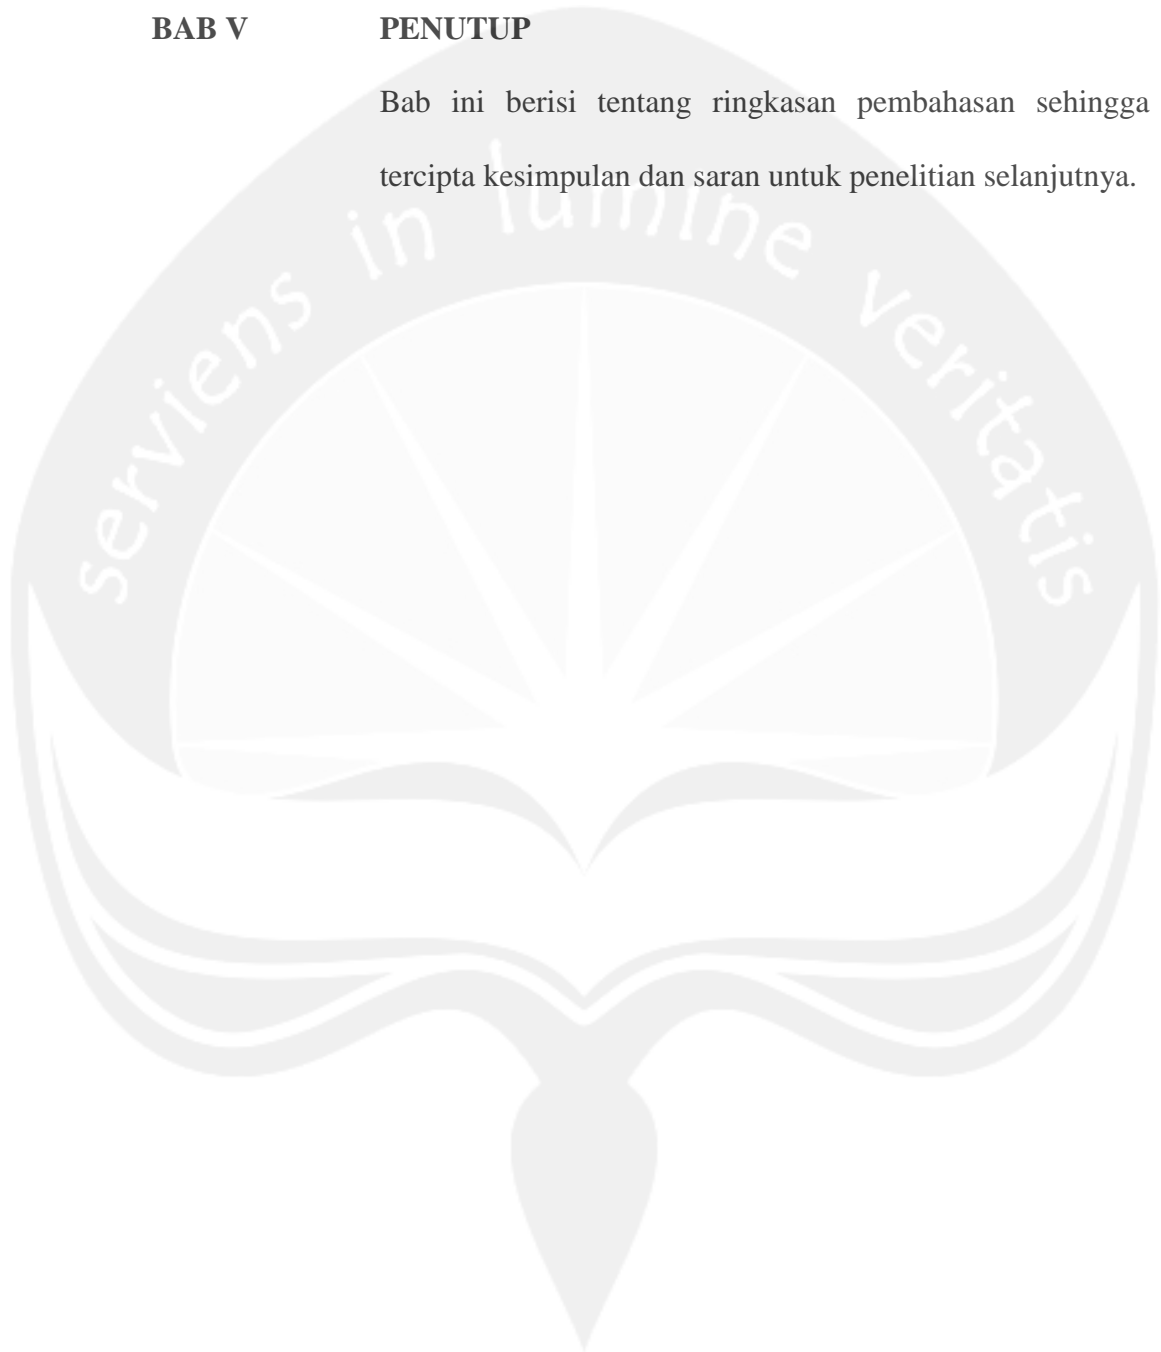 BAB V PENUTUP
Bab ini berisi tentang ringkasan pembahasan sehingga
tercipta kesimpulan dan saran untuk penelitian selanjutnya.
serviens in lumine veritatis